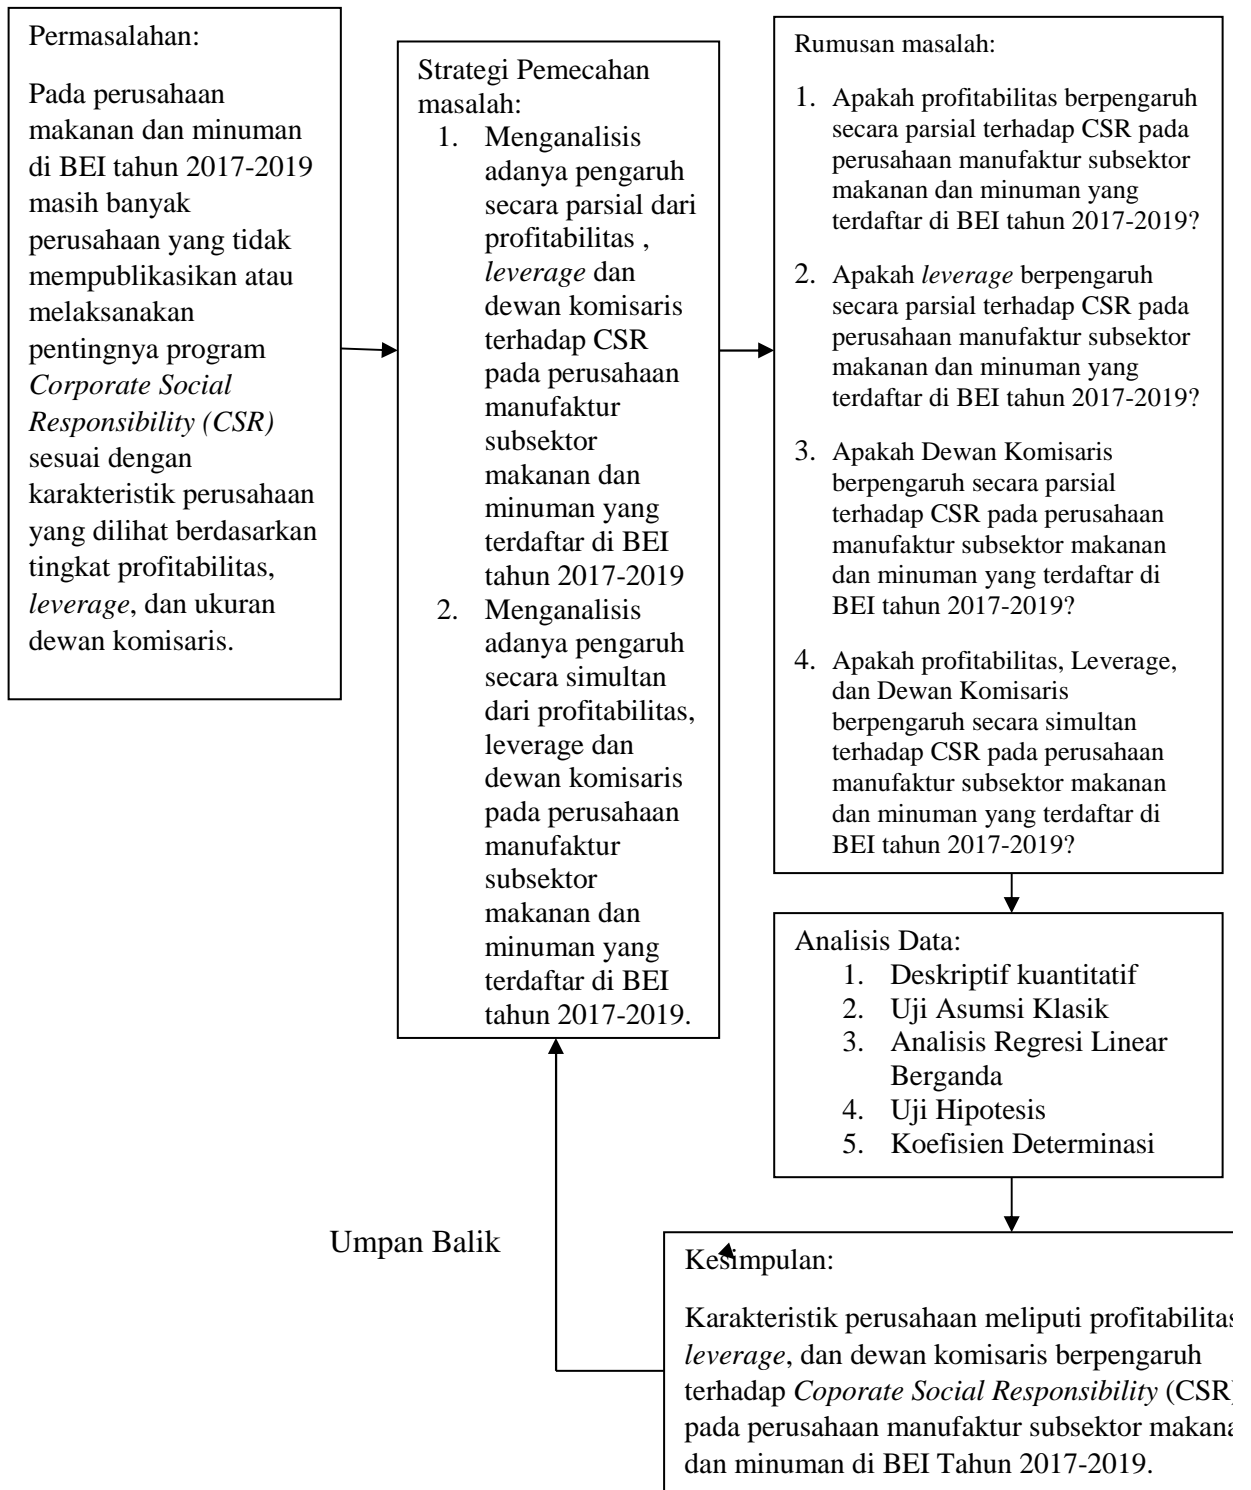 Permasalahan:
Pada perusahaan
makanan dan minuman
di BEI tahun 2017-2019
masih banyak
perusahaan yang tidak
mempublikasikan atau
melaksanakan
pentingnya program
Corporate Social
Responsibility (CSR)
sesuai dengan
karakteristik perusahaan
yang dilihat berdasarkan
tingkat profitabilitas,
leverage, dan ukuran
dewan komisaris.
Strategi Pemecahan
masalah:
1. Menganalisis
adanya pengaruh
secara parsial dari
profitabilitas ,
leverage dan
dewan komisaris
terhadap CSR
pada perusahaan
manufaktur
subsektor
makanan dan
minuman yang
terdaftar di BEI
tahun 2017-2019
2. Menganalisis
adanya pengaruh
secara simultan
dari profitabilitas,
leverage dan
dewan komisaris
pada perusahaan
manufaktur
subsektor
makanan dan
minuman yang
terdaftar di BEI
tahun 2017-2019.
Rumusan masalah:
1. Apakah profitabilitas berpengaruh
secara parsial terhadap CSR pada
perusahaan manufaktur subsektor
makanan dan minuman yang
terdaftar di BEI tahun 2017-2019?
2. Apakah leverage berpengaruh
secara parsial terhadap CSR pada
perusahaan manufaktur subsektor
makanan dan minuman yang
terdaftar di BEI tahun 2017-2019?
3. Apakah Dewan Komisaris
berpengaruh secara parsial
terhadap CSR pada perusahaan
manufaktur subsektor makanan
dan minuman yang terdaftar di
BEI tahun 2017-2019?
4. Apakah profitabilitas, Leverage,
dan Dewan Komisaris
berpengaruh secara simultan
terhadap CSR pada perusahaan
manufaktur subsektor makanan
dan minuman yang terdaftar di
BEI tahun 2017-2019?
Analisis Data:
1. Deskriptif kuantitatif
2. Uji Asumsi Klasik
3. Analisis Regresi Linear
Berganda
4. Uji Hipotesis
5. Koefisien Determinasi
Umpan Balik
Kesimpulan:
Karakteristik perusahaan meliputi profitabilitas
leverage, dan dewan komisaris berpengaruh
terhadap Coporate Social Responsibility (CSR)
pada perusahaan manufaktur subsektor makana
dan minuman di BEI Tahun 2017-2019.